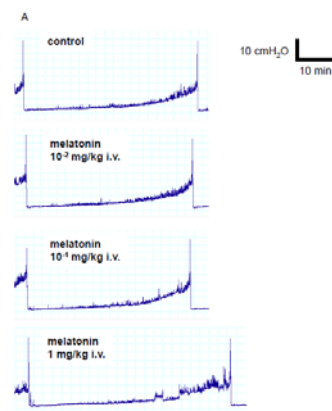 A
control
10 cmH₂O
10 min
melatonin
10⁻² mg/kg i.v.
melatonin
10⁻¹ mg/kg i.v.
melatonin
1 mg/kg i.v.